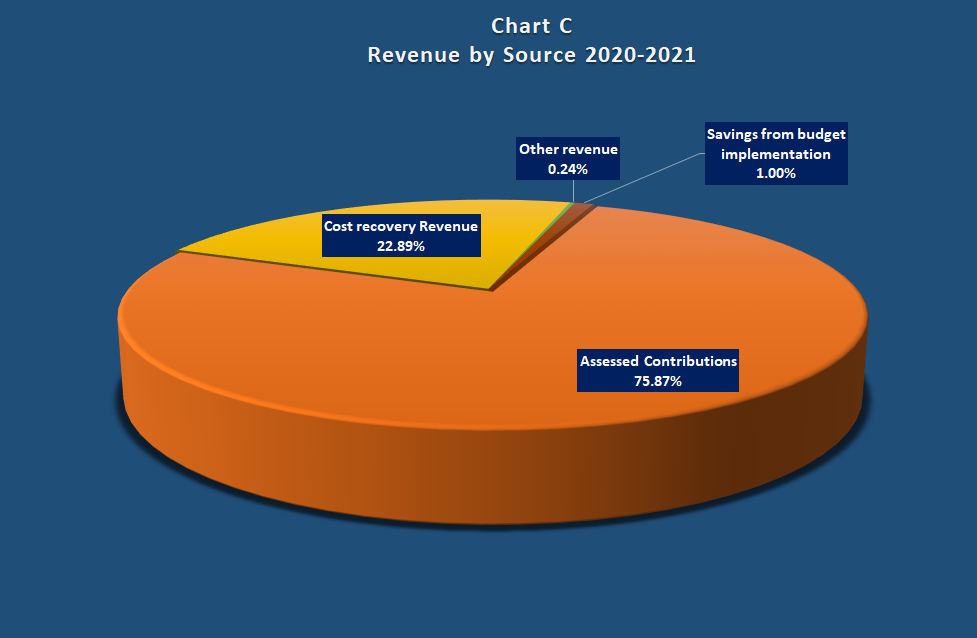 Chart C
Revenue by Source 2020-2021
Other revenue
0.24%
Savings from budget
implementation
1.00%
Cost recovery Revenue
22.89%
Assessed Contributions
75.87%